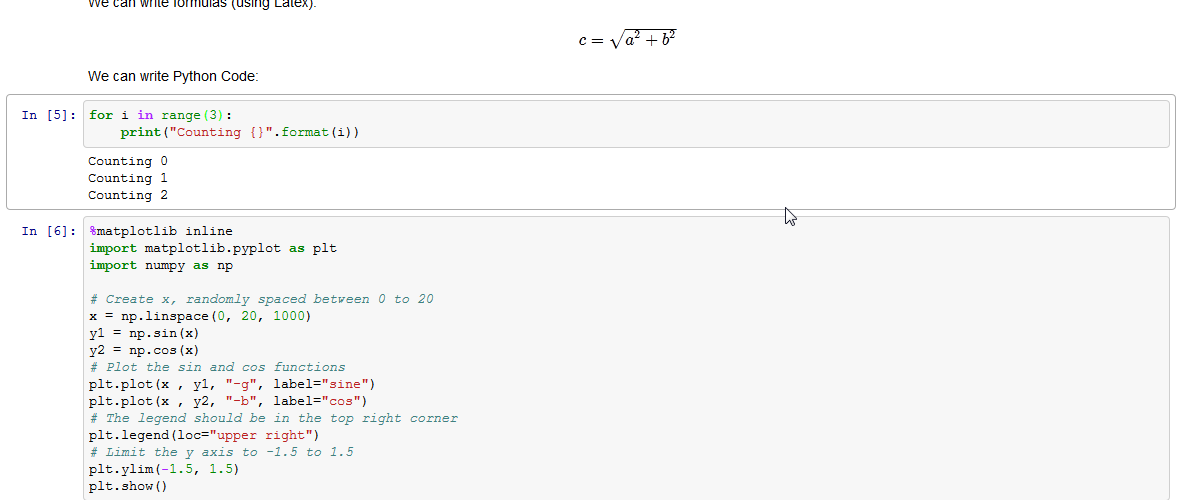 We can write formulas (using Latex).
c = √a² + b²
We can write Python Code:
In [5]: for i in range(3):
    print("Counting {}".format(i))
Counting 0
Counting 1
Counting 2
In [6]: %matplotlib inline
import matplotlib.pyplot as plt
import numpy as np
# Create x, randomly spaced between 0 to 20
x = np.linspace(0, 20, 1000)
y1 = np.sin(x)
y2 = np.cos(x)
# Plot the sin and cos functions
plt.plot(x , y1, "-g", label="sine")
plt.plot(x , y2, "-b", label="cos")
# The legend should be in the top right corner
plt.legend(loc="upper right")
# Limit the y axis to -1.5 to 1.5
plt.ylim(-1.5, 1.5)
plt.show()